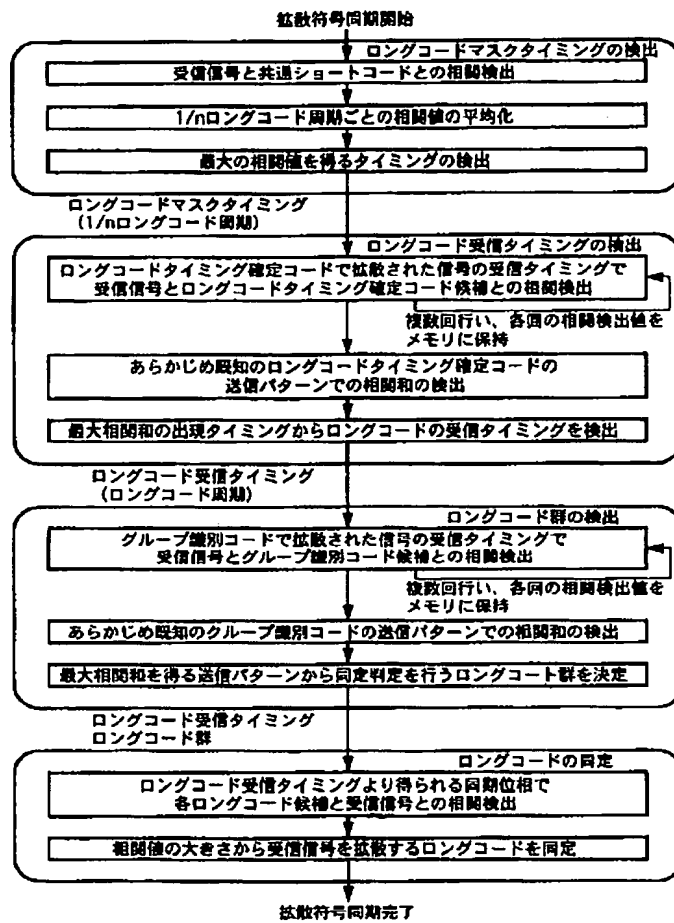 拡散符号同期開始
ロングコードマスクタイミングの検出
受信信号と共通ショートコードとの相関検出
1/nロングコード周期ごとの相関値の平均化
最大の相関値を得るタイミングの検出
ロングコードマスクタイミング
(1/nロングコード周期)
ロングコード受信タイミングの検出
ロングコードタイミング確定コードで拡散された信号の受信タイミングで
受信信号とロングコードタイミング確定コード候補との相関検出
複数回行い、各回の相関検出値を
メモリに保持
あらかじめ既知のロングコードタイミング確定コードの
送信パターンでの相関和の検出
最大相関和の出現タイミングからロングコードの受信タイミングを検出
ロングコード受信タイミング
(ロングコード周期)
ロングコード群の検出
グループ識別コードで拡散された信号の受信タイミングで
受信信号とグループ識別コード候補との相関検出
複数回行い、各回の相関検出値を
メモリに保持
あらかじめ既知のクループ識別コードの送信パターンでの相関和の検出
最大相関和を得る送信パターンから同定判定を行うロングコート群を決定
ロングコード受信タイミング
ロングコード群
ロングコードの同定
ロングコード受信タイミングより得られる同期位相で
各ロングコード候補と受信信号との相関検出
相関値の大きさから受信信号を拡散するロングコードを同定
拡散符号同期完了